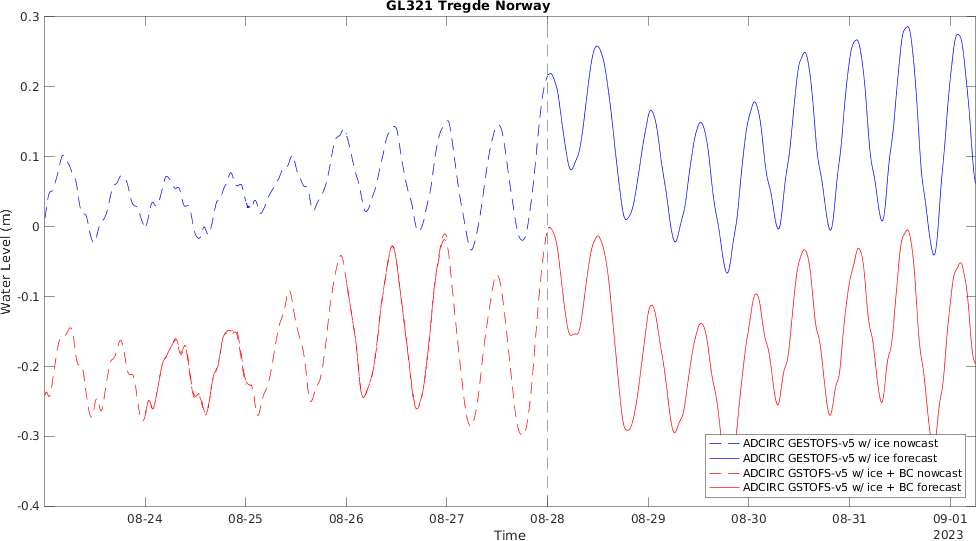 GL321 Tregde Norway
Water Level (m)
0.3
0.2
0.1
0
-0.1
-0.2
-0.3
-0.4
08-24
08-25
08-26
08-27
08-28
08-29
08-30
08-31
09-01
2023
Time
ADCIRC GESTOFS-v5 w/ ice nowcast
ADCIRC GESTOFS-v5 w/ ice forecast
ADCIRC GSTOFS-v5 w/ ice + BC nowcast
ADCIRC GSTOFS-v5 w/ ice + BC forecast